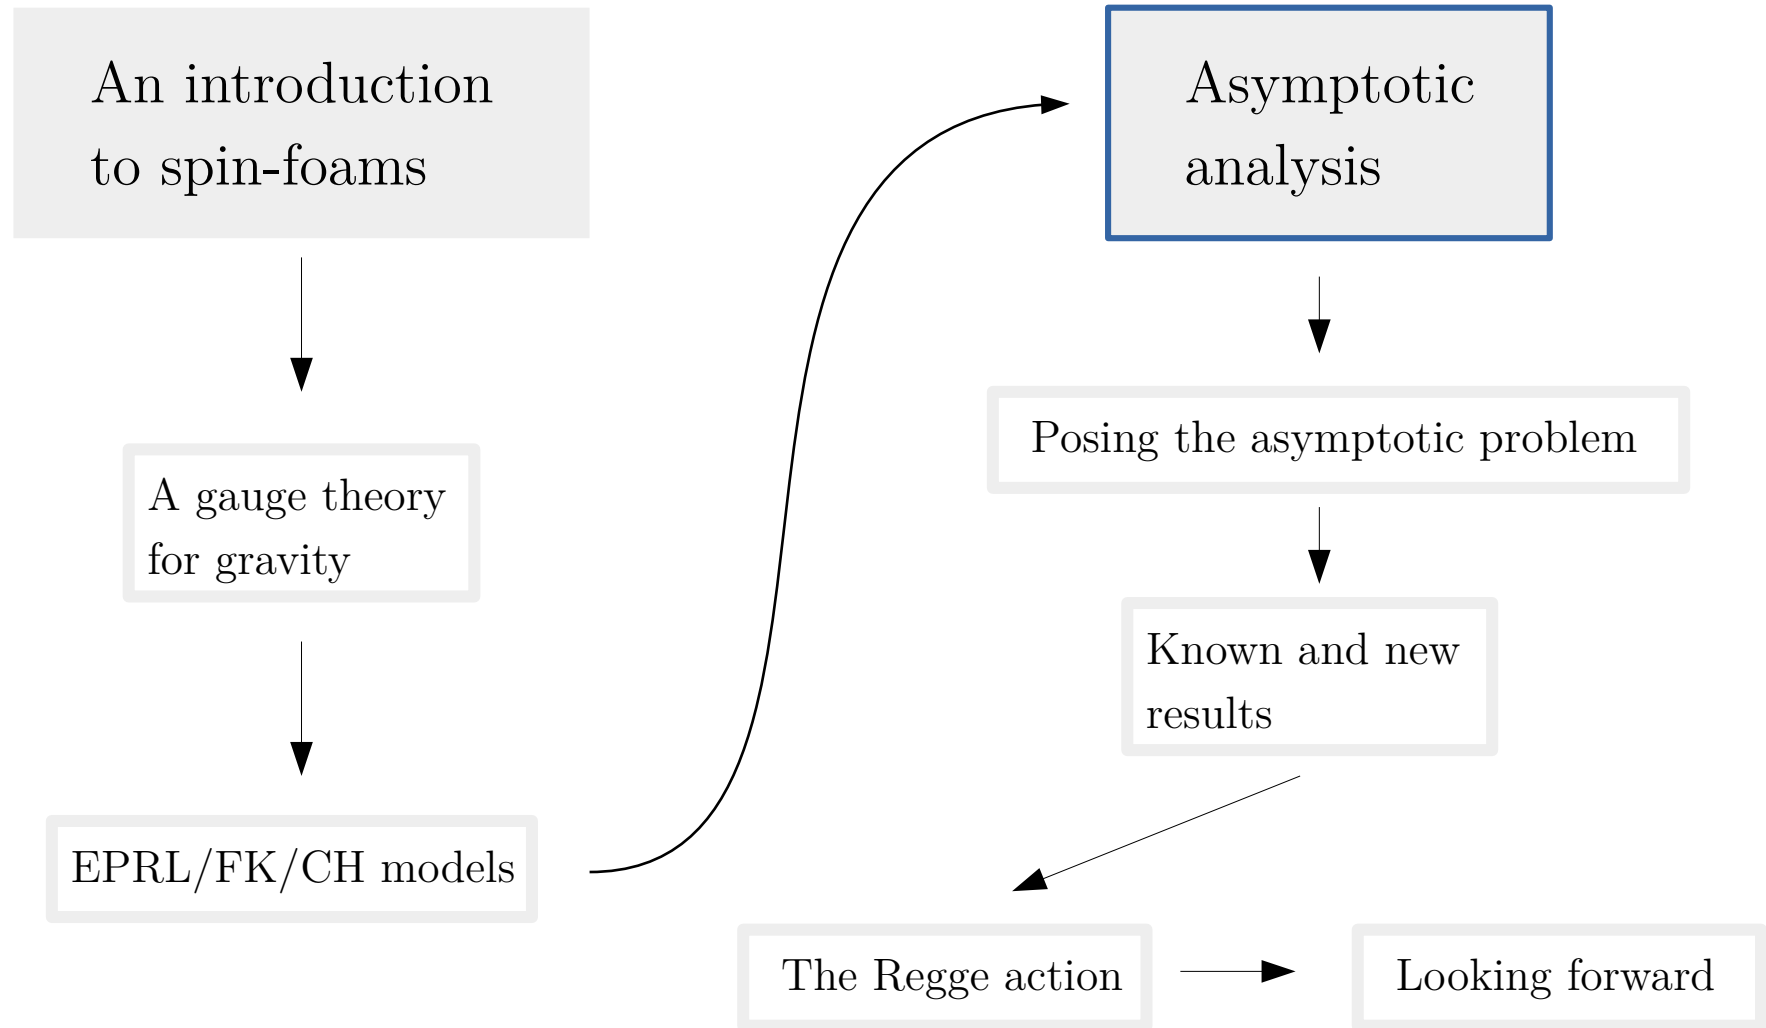 An introduction
to spin-foams
A gauge theory
for gravity
EPRL/FK/CH models
Asymptotic
analysis
Posing the asymptotic problem
Known and new
results
The Regge action
Looking forward